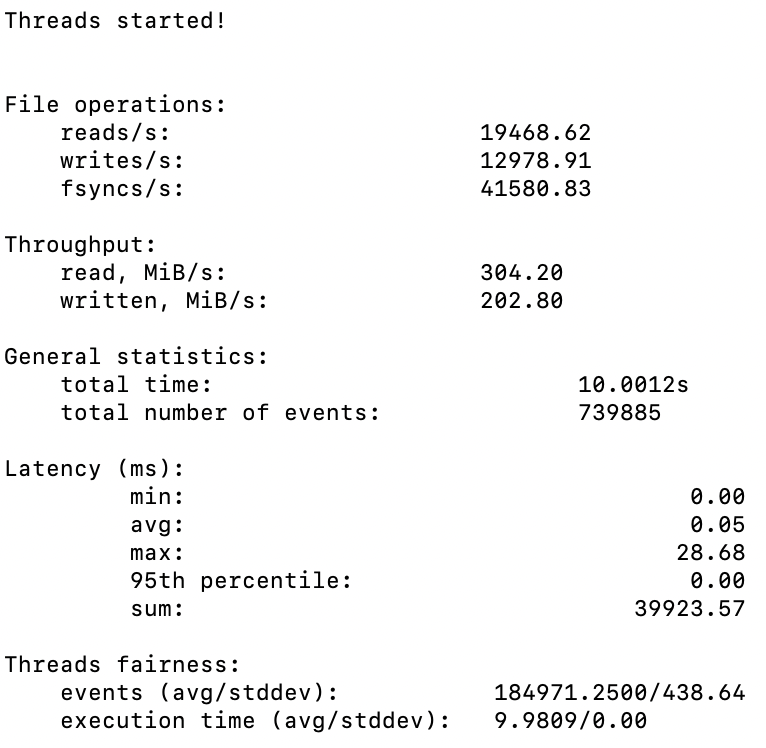 Threads started!
File operations:
reads/s: 19468.62
writes/s: 12978.91
fsyncs/s: 41580.83
Throughput:
read, MiB/s: 304.20
written, MiB/s: 202.80
General statistics:
total time: 10.0012s
total number of events: 739885
Latency (ms):
min: 0.00
avg: 0.05
max: 28.68
95th percentile: 0.00
sum: 39923.57
Threads fairness:
events (avg/stddev): 184971.2500/438.64
execution time (avg/stddev): 9.9809/0.00